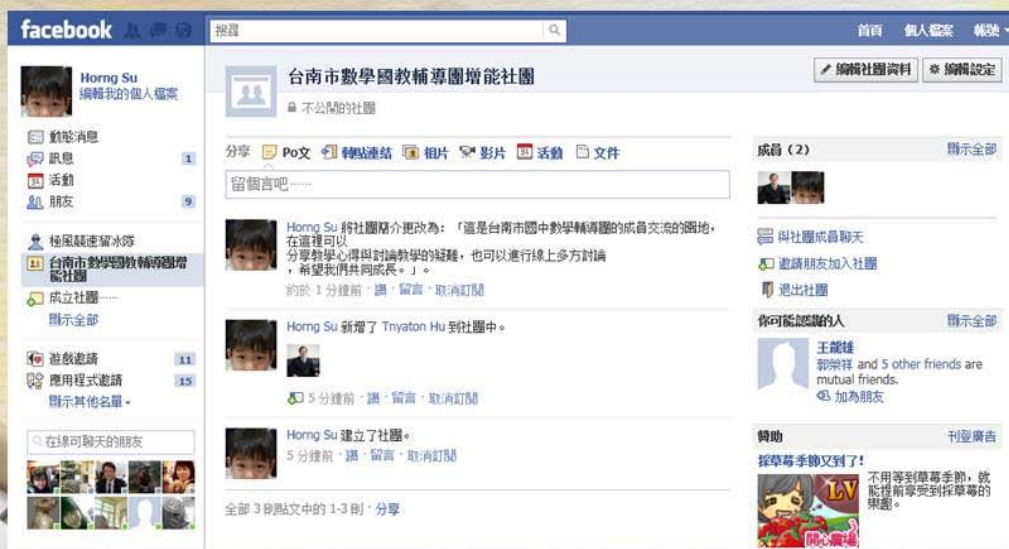 facebook
搜尋
首頁 個人檔案 帳號
Horng Su
編輯我的個人檔案
動態消息
訊息 1
31 活動
朋友 9
極風競速溜冰隊
台南市數學國教輔導團增
能社團
成立社團……
顯示全部
遊戲邀請 11
應用程式邀請 15
顯示其他名單
在線可聊天的朋友
台南市數學國教輔導團增能社團
不公開的社團
編輯社團資料 編輯設定
分享 Po文 轉貼連結 相片 影片 31 活動 文件
留個言吧……
Horng Su 將社團簡介更改為：「這是台南市國中數學輔導團的成員交流的園地，
在這裡可以
分享教學心得與討論教學的疑難，也可以進行線上多方討論
，希望我們共同成長。」。
約於 1 分鐘前 · 讚 · 留言 · 取消訂閱
Horng Su 新增了 Tnyaton Hu 到社團中。
5 分鐘前 · 讚 · 留言 · 取消訂閱
Horng Su 建立了社團。
5 分鐘前 · 讚 · 留言 · 取消訂閱
全部 3 則貼文中的 1-3 則 · 分享
成員 (2) 顯示全部
與社團成員聊天
邀請朋友加入社團
退出社團
你可能認識的人 顯示全部
王龍雄
郭榮祥 and 5 other friends are
mutual friends.
加為朋友
贊助 刊登廣告
採草莓季節又到了!
不用等到草莓季節，就
能提前享受到採草莓的
樂趣。
LV
開心農場